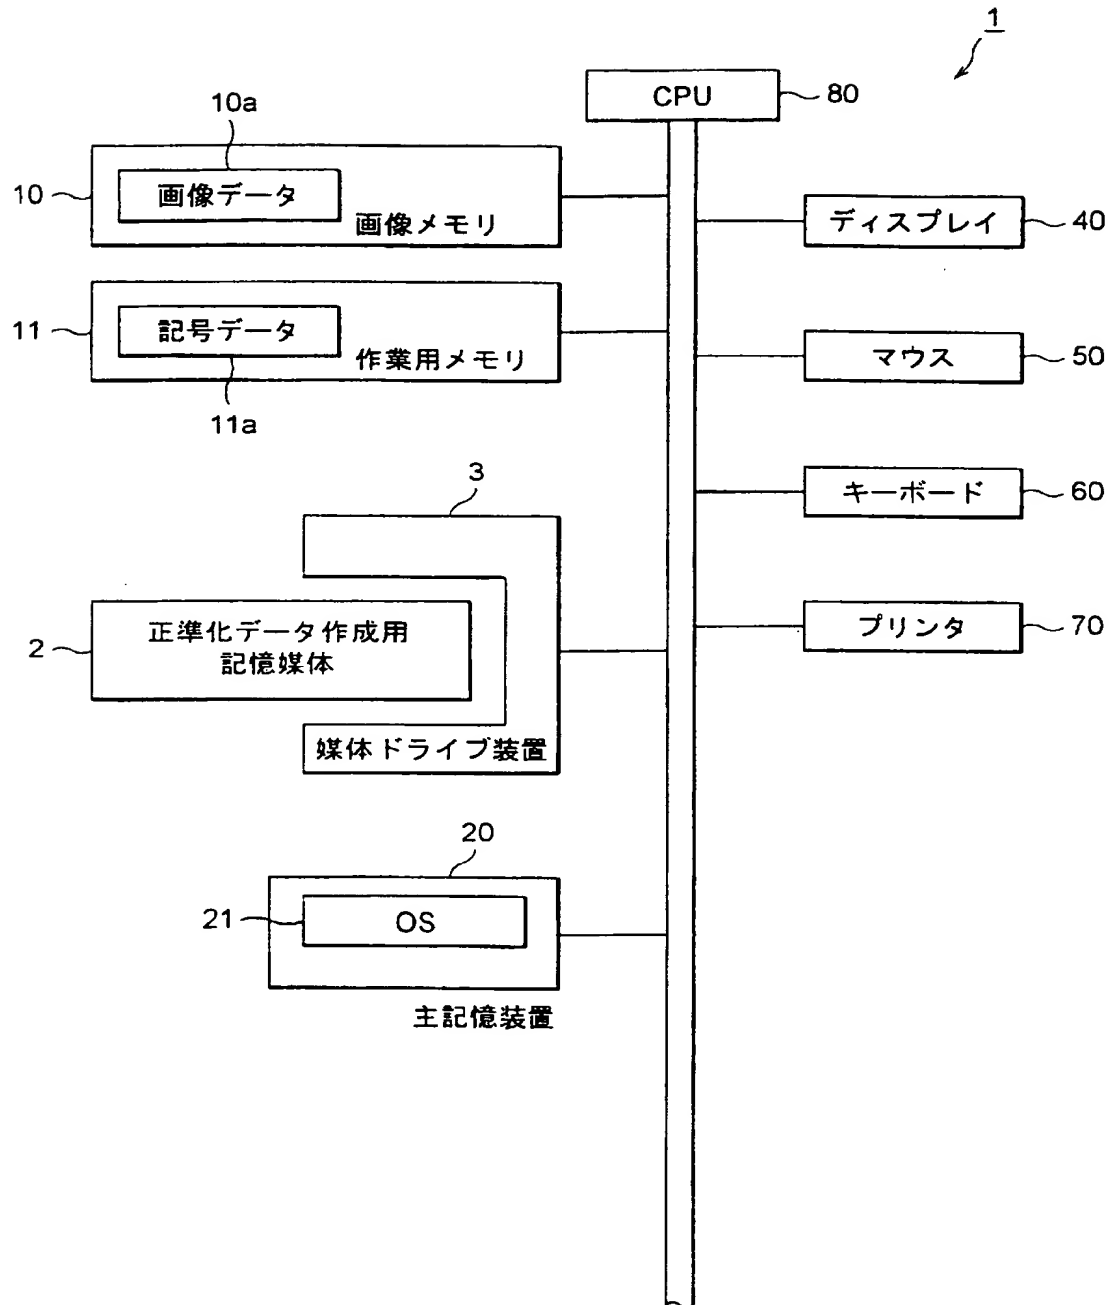 1
CPU
80
10a
10
画像データ
画像メモリ
ディスプレイ
40
11
記号データ
作業用メモリ
11a
マウス
50
3
キーボード
60
2
正準化データ作成用
記憶媒体
媒体ドライブ装置
プリンタ
70
20
21
OS
主記憶装置